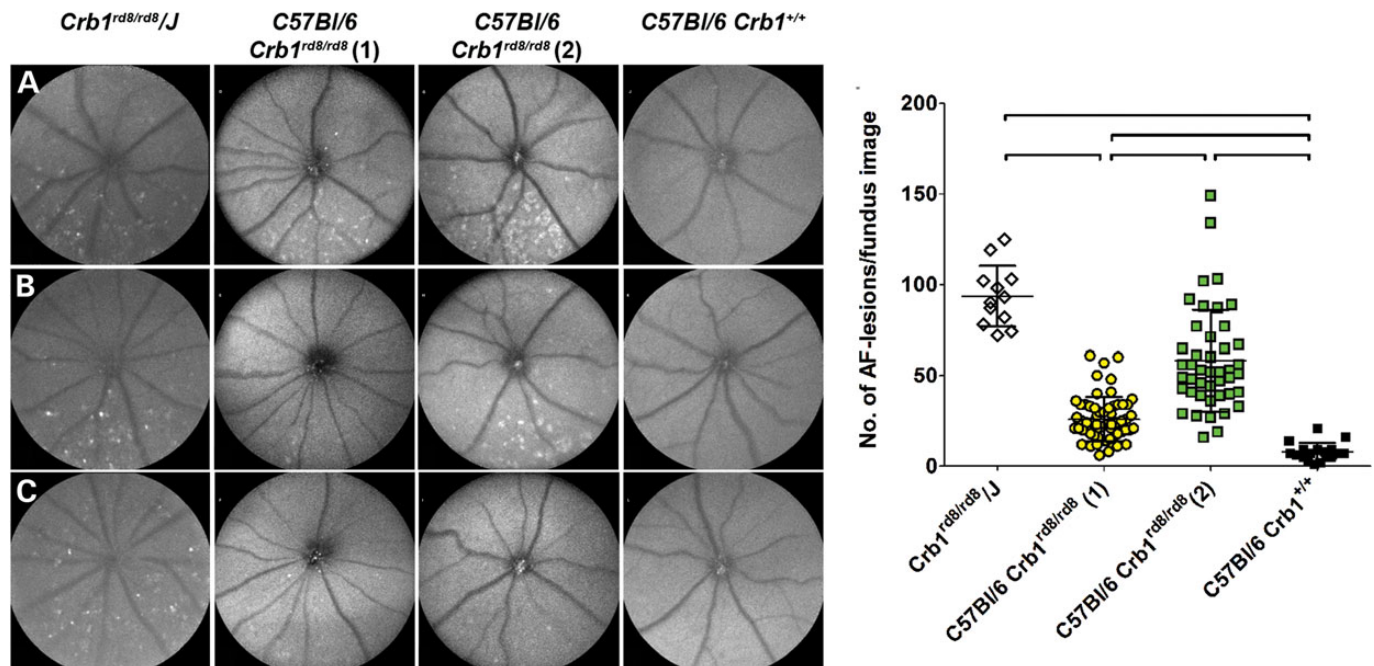 Crb1rd8/rd8/J
C57Bl/6
Crb1rd8/rd8 (1)
C57Bl/6
Crb1rd8/rd8 (2)
C57Bl/6 Crb1+/+
A
B
C
No. of AF-lesions/fundus image
200
150
100
50
0
Crb1rd8/rd8/J
C57Bl/6 Crb1rd8/rd8 (1)
C57Bl/6 Crb1rd8/rd8 (2)
C57Bl/6 Crb1+/+